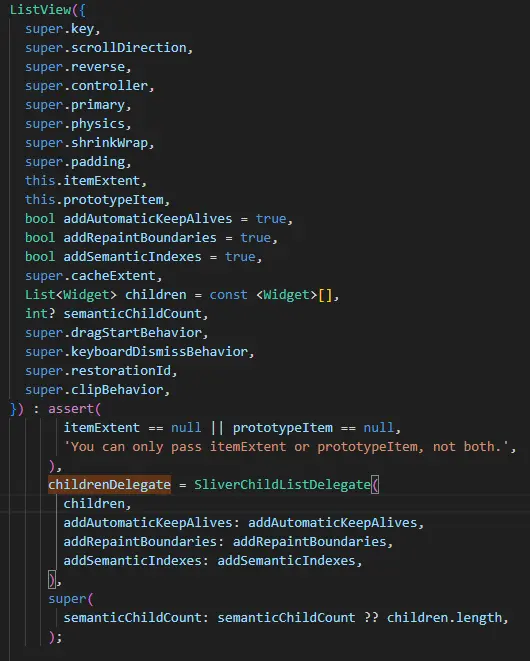 ListView({
super.key,
super.scrollDirection,
super.reverse,
super.controller,
super.primary,
super.physics,
super.shrinkWrap,
super.padding,
this.itemExtent,
this.prototypeItem,
bool addAutomaticKeepAlives = true,
bool addRepaintBoundaries = true,
bool addSemanticIndexes = true,
super.cacheExtent,
List<Widget> children = const <Widget>[],
int? semanticChildCount,
super.dragStartBehavior,
super.keyboardDismissBehavior,
super.restorationId,
super.clipBehavior,
}) : assert(
itemExtent == null || prototypeItem == null,
'You can only pass itemExtent or prototypeItem, not both.',
),
childrenDelegate = SliverChildListDelegate(
children,
addAutomaticKeepAlives: addAutomaticKeepAlives,
addRepaintBoundaries: addRepaintBoundaries,
addSemanticIndexes: addSemanticIndexes,
),
super(
semanticChildCount: semanticChildCount ?? children.length,
);